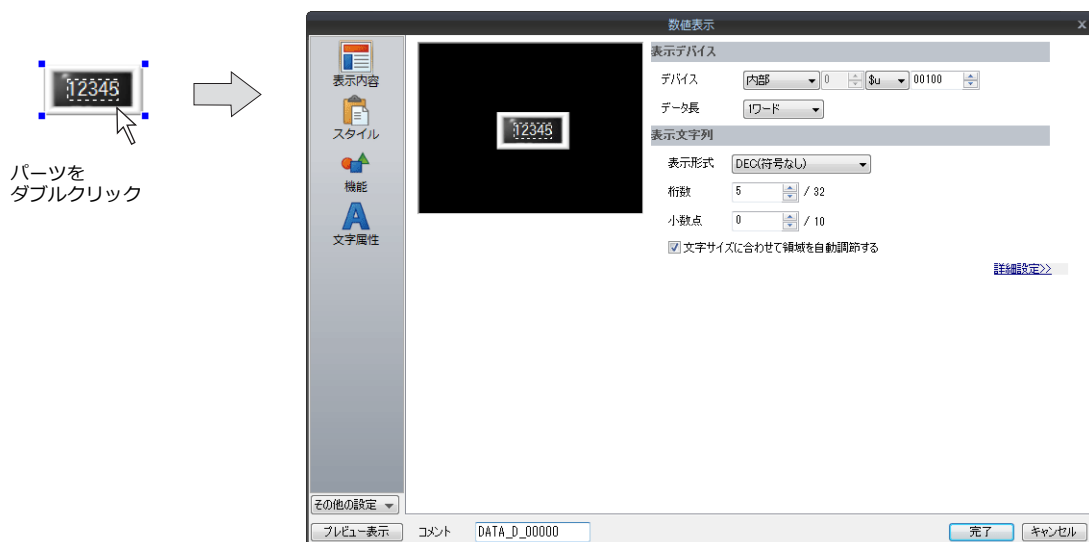 12345
パーツを
ダブルクリック
数値表示 x
表示内容
スタイル
機能
文字属性
その他の設定
プレビュー表示
12345
表示デバイス
デバイス 内部 0 $u 00100
データ長 1ワード
表示文字列
表示形式 DEC(符号なし)
桁数 5 / 32
小数点 0 / 10
文字サイズに合わせて領域を自動調節する
詳細設定>>
コメント DATA_D_00000
完了 キャンセル